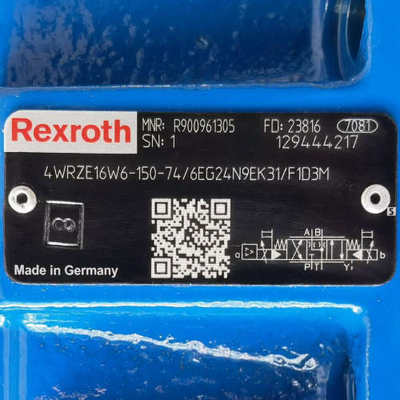 Rexroth
MNR: R900961305 FD: 23816 7081
SN: 1 129444217
4WRZE16W6-150-74/6EG24N9EK31/F1D3M
A B
a b
P T Y
Made in Germany